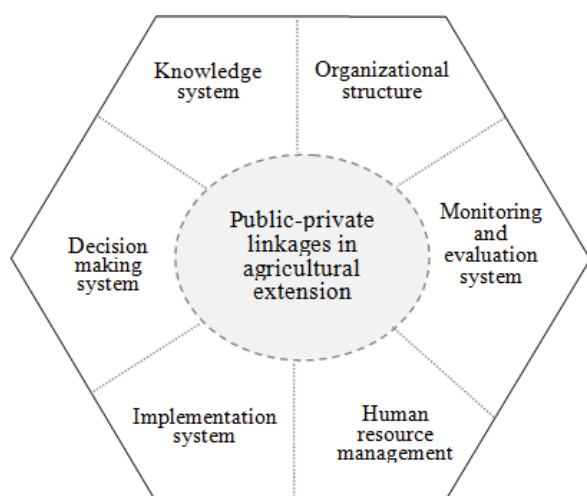 Knowledge
system
Organizational
structure
Public-private
linkages in
agricultural
extension
Monitoring
and
evaluation
system
Decision
making
system
Implementation
system
Human
resource
management